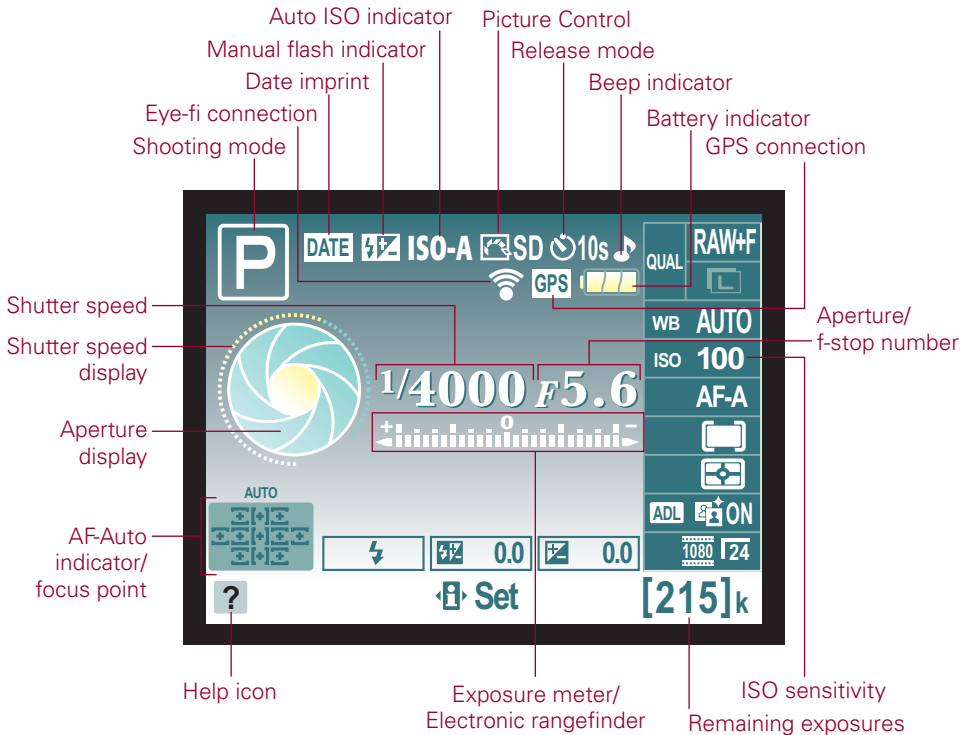 Auto ISO indicator
Picture Control
Manual flash indicator
Release mode
Date imprint
Beep indicator
Eye-fi connection
Battery indicator
Shooting mode
GPS connection
P
DATE
ISO-A
SD
10s
QUAL
RAW+F
L
GPS
Shutter speed
WB AUTO
Aperture/
f-stop number
Shutter speed
display
ISO 100
1/4000 F5.6
AF-A
+ 0 −
Aperture
display
AUTO
ADL ON
AF-Auto
indicator/
focus point
0.0
0.0
1080 24
?
i Set
[215]k
Help icon
Exposure meter/
Electronic rangefinder
ISO sensitivity
Remaining exposures